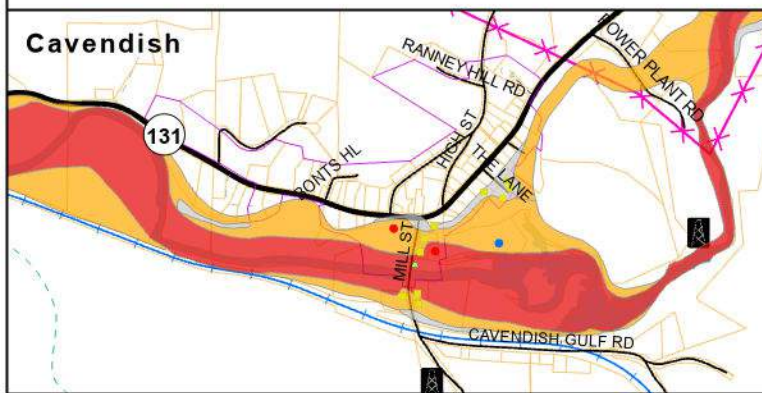 Cavendish
RANNEY HILL RD
POWER PLANT RD
HIGH ST
THE LANE
131
PONTS HL
MILL ST
CAVENDISH GULF RD